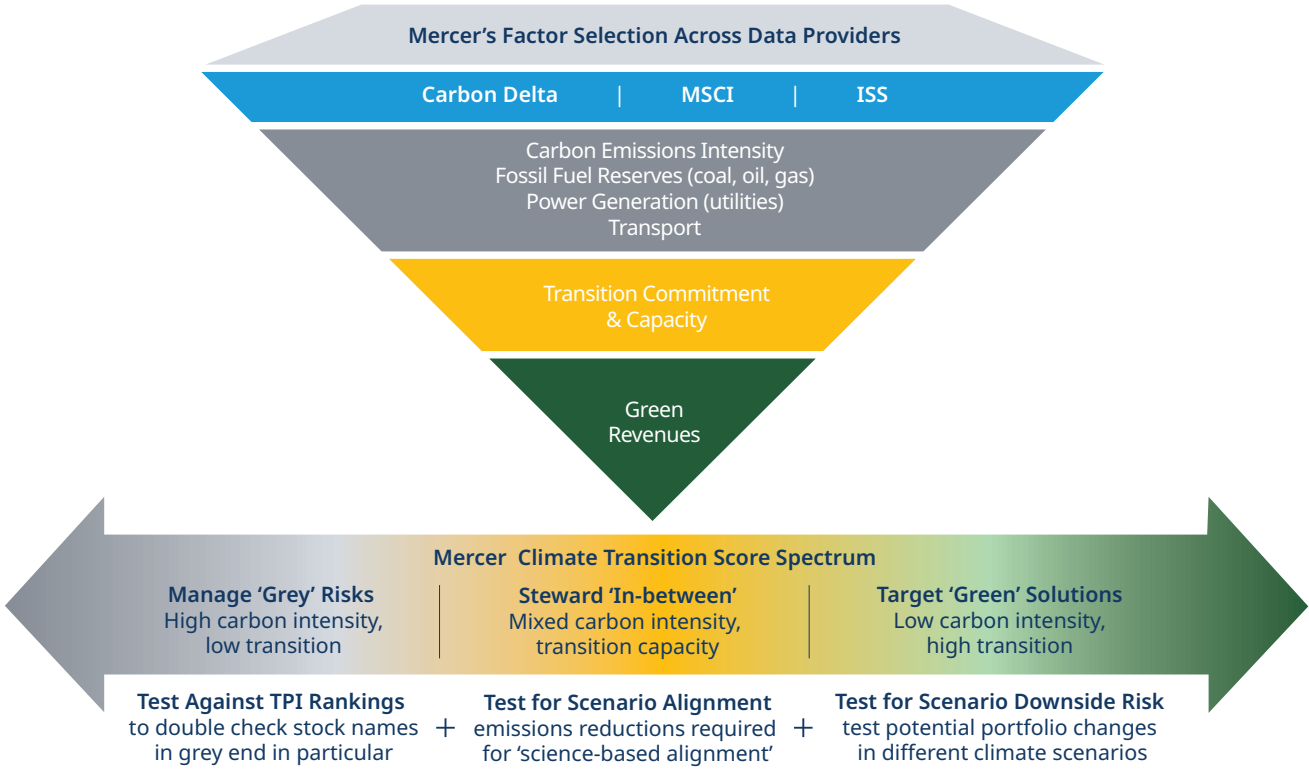 Mercer’s Factor Selection Across Data Providers
Carbon Delta | MSCI | ISS
Carbon Emissions Intensity
Fossil Fuel Reserves (coal, oil, gas)
Power Generation (utilities)
Transport
Transition Commitment
& Capacity
Green
Revenues
Mercer Climate Transition Score Spectrum
Manage ‘Grey’ Risks
High carbon intensity,
low transition
Steward ‘In-between’
Mixed carbon intensity,
transition capacity
Target ‘Green’ Solutions
Low carbon intensity,
high transition
Test Against TPI Rankings
to double check stock names
in grey end in particular
+
Test for Scenario Alignment
emissions reductions required
for ‘science-based alignment’
+
Test for Scenario Downside Risk
test potential portfolio changes
in different climate scenarios